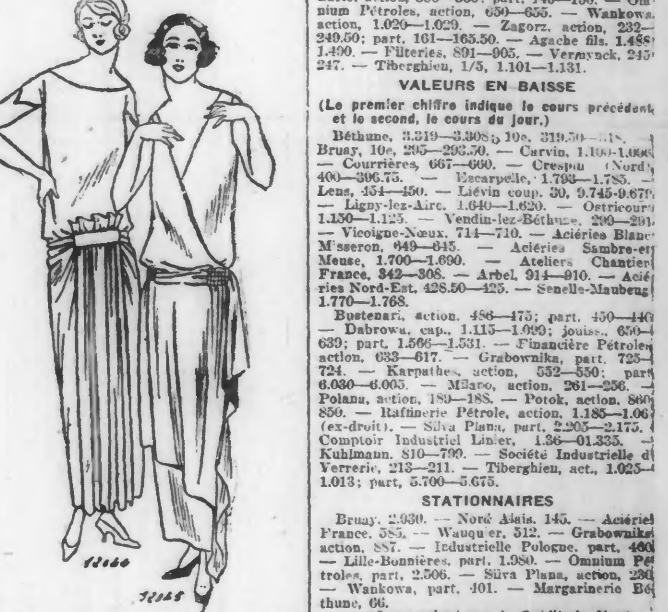 nium Pétroles, action, 650—655. — Wankowa,
action, 1.020—1.029. — Zagorz, action, 232—
249.50; part, 161—165.50. — Agache fils, 1.488
1.490. — Filteries, 891—905. — Vermynck, 245
247. — Tiberghien, 1/5, 1.101—1.131.
VALEURS EN BAISSE
(Le premier chiffre indique le cours précédent,
et le second, le cours du jour.)
Béthune, 3.319—3.308; 10e, 319.50
Bruay, 10e, 295—293.50. — Carvin,
— Courrières, 667—660. — Crespin (Nord),
400—396.75. — Escarpelle, 1.793—1.785. —
Lens, 454—450. — Liévin coup. 30, 9.745-9.679.
— Ligny-lez-Aire, 1.640—1.620. — Ostricourt
1.150—1.125. — Vendin-lez-Béthune, 299—291.
— Vicoigne-Nœux, 714—710. — Aciéries Blanc
Misseron, 649—645. — Aciéries Sambre-et
Meuse, 1.700—1.690. — Ateliers Chantier
France, 342—308. — Arbel, 914—910. — Acié
ries Nord-Est, 428.50—425. — Senelle-Maubeug
1.770—1.768.
Bustenari, action, 486—475; part, 450—440
— Dabrowa, cap., 1.115—1.099; jouiss., 650—
639; part, 1.566—1.531. — Financière Pétroles
action, 633—617. — Grabownika, part, 725—
724. — Karpathes, action, 552—550; part
6.030—6.005. — Milano, action, 261—256. —
Polana, action, 189—188. — Potok, action, 860
850. — Raffinerie Pétrole, action, 1.185—1.06
(ex-droit). — Silva Plana, part, 2.205—2.175. —
Comptoir Industriel Linier, 1.36—01.335. —
Kuhlmann, 810—799. — Société Industrielle d
Verrerie, 213—211. — Tiberghien, act., 1.025—
1.013; part, 5.700—5.675.
STATIONNAIRES
Bruay, 2.930. — Nord Alais, 145. — Aciéries
France, 585. — Wauquier, 512. — Grabownika
action, 887. — Industrielle Pologne, part, 460
— Lille-Bonnières, part, 1.980. — Omnium Pé
troles, part, 2.506. — Silva Plana, action, 230
— Wankowa, part, 401. — Margarinerie Bé
thune, 66.
12144
12145